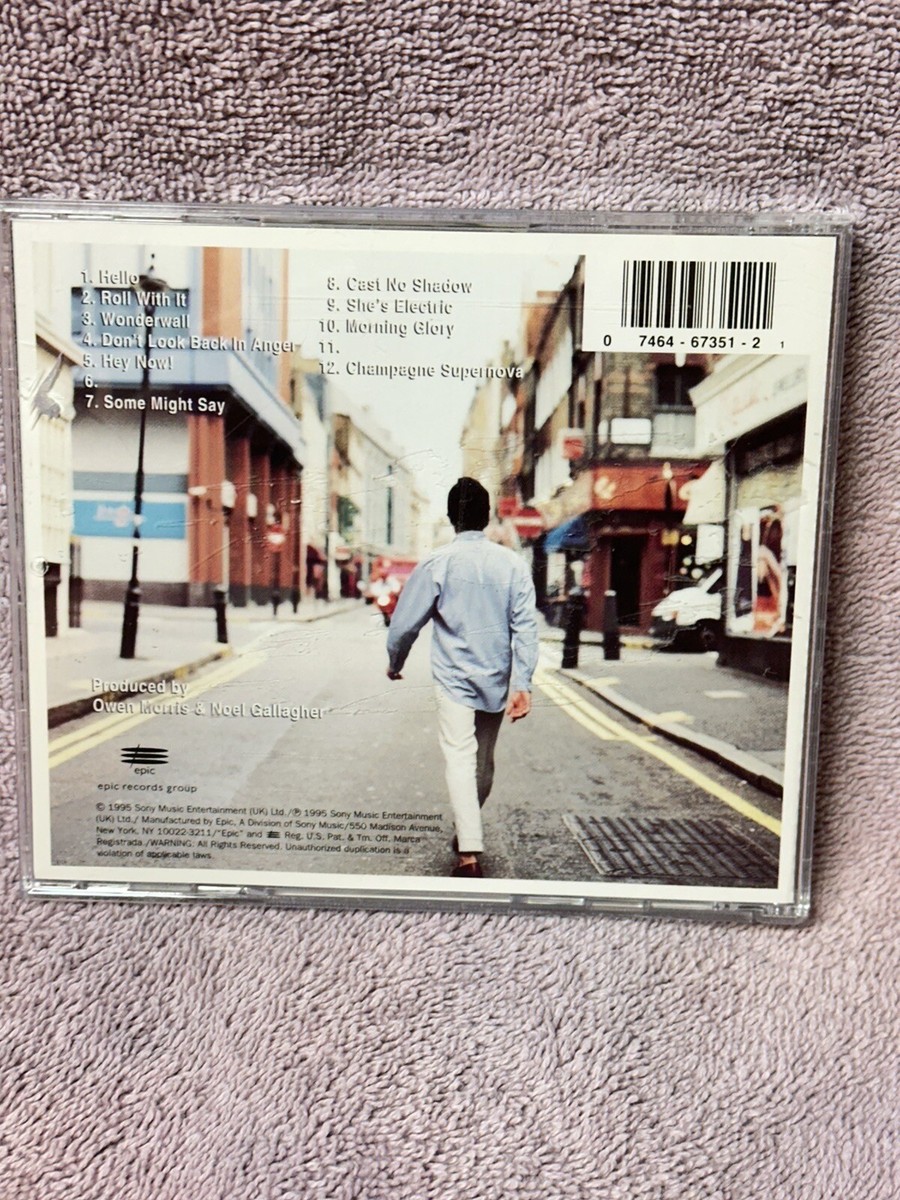 1. Hello
2. Roll With It
3. Wonderwall
4. Don't Look Back In Anger
5. Hey Now!
6.
7. Some Might Say
8. Cast No Shadow
9. She's Electric
10. Morning Glory
11.
12. Champagne Supernova
0 7464 - 67351 - 2 1
Produced by
Owen Morris & Noel Gallagher
epic
epic records group
© 1995 Sony Music Entertainment (UK) Ltd./℗ 1995 Sony Music Entertainment
(UK) Ltd./ Manufactured by Epic, A Division of Sony Music/550 Madison Avenue,
New York, NY 10022-3211/"Epic" and Reg. U.S. Pat. & Tm. Off. Marca
Registrada./WARNING: All Rights Reserved. Unauthorized duplication is a
violation of applicable laws.